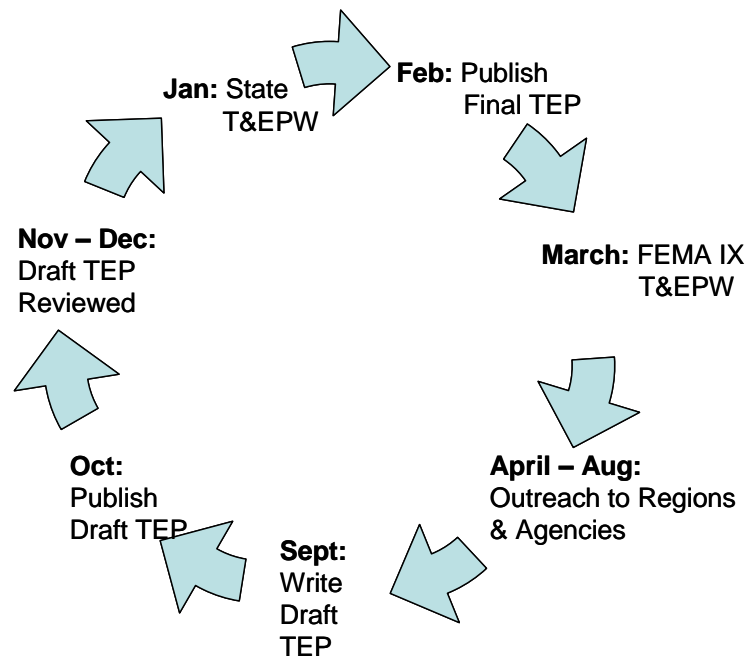 Jan: State
T&EPW
Feb: Publish
Final TEP
March: FEMA IX
T&EPW
April – Aug:
Outreach to Regions
& Agencies
Sept:
Write
Draft
TEP
Oct:
Publish
Draft TEP
Nov – Dec:
Draft TEP
Reviewed